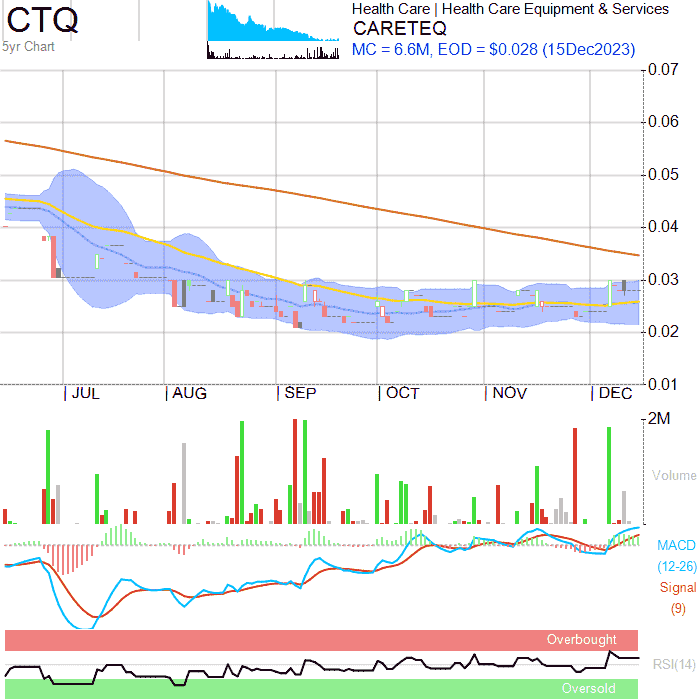 CTQ
5yr Chart
Health Care | Health Care Equipment & Services
CARETEQ
MC = 6.6M, EOD = $0.028 (15Dec2023)
0.07
0.06
0.05
0.04
0.03
0.02
0.01
| JUL | AUG | SEP | OCT | NOV | DEC
2M
Volume
MACD
(12-26)
Signal
(9)
Overbought
RSI(14)
Oversold